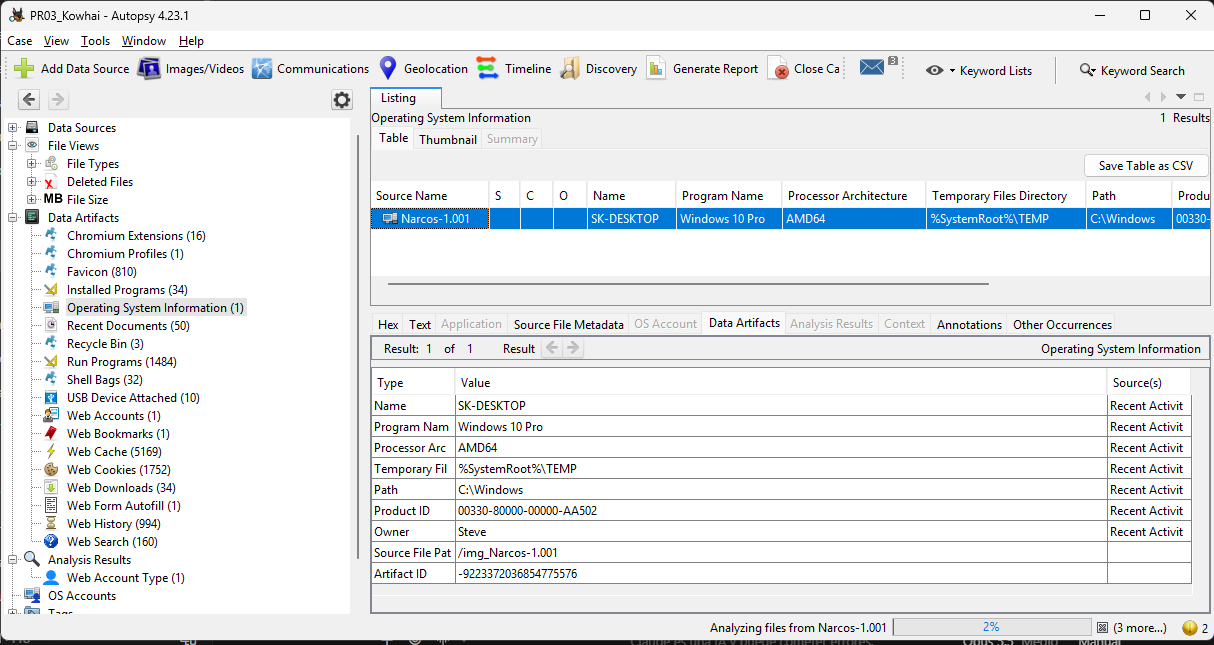 PR03_Kowhai - Autopsy 4.23.1
Case View Tools Window Help
Add Data Source Images/Videos Communications Geolocation Timeline Discovery Generate Report Close Ca 3 Keyword Lists Keyword Search
Listing
Operating System Information
1 Results
Table Thumbnail Summary
Save Table as CSV
Source Name S C O Name Program Name Processor Architecture Temporary Files Directory Path Produ
Narcos-1.001 SK-DESKTOP Windows 10 Pro AMD64 %SystemRoot%\TEMP C:\Windows 00330-
Data Sources
File Views
File Types
Deleted Files
MB File Size
Data Artifacts
Chromium Extensions (16)
Chromium Profiles (1)
Favicon (810)
Installed Programs (34)
Operating System Information (1)
Recent Documents (50)
Recycle Bin (3)
Run Programs (1484)
Shell Bags (32)
USB Device Attached (10)
Web Accounts (1)
Web Bookmarks (1)
Web Cache (5169)
Web Cookies (1752)
Web Downloads (34)
Web Form Autofill (1)
Web History (994)
Web Search (160)
Analysis Results
Web Account Type (1)
OS Accounts
Tags
Hex Text Application Source File Metadata OS Account Data Artifacts Analysis Results Context Annotations Other Occurrences
Result: 1 of 1 Result Operating System Information
Type Value Source(s)
Name SK-DESKTOP Recent Activit
Program Nam Windows 10 Pro Recent Activit
Processor Arc AMD64 Recent Activit
Temporary Fil %SystemRoot%\TEMP Recent Activit
Path C:\Windows Recent Activit
Product ID 00330-80000-00000-AA502 Recent Activit
Owner Steve Recent Activit
Source File Pat /img_Narcos-1.001
Artifact ID -9223372036854775576
Analyzing files from Narcos-1.001 2% (3 more...) 2